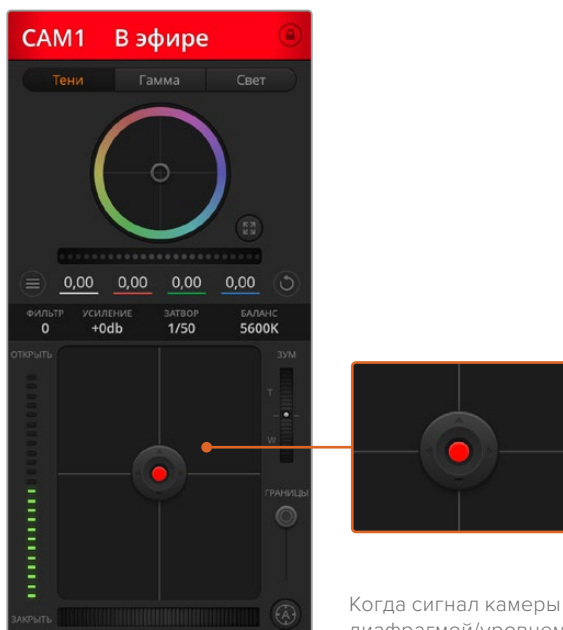 CAM1 В эфире
Тени Гамма Свет
0,00 0,00 0,00 0,00
ФИЛЬТР УСИЛЕНИЕ ЗАТВОР БАЛАНС
0 +0db 1/50 5600K
ОТКРЫТЬ ЗУМ
T
W
ГРАНИЦЫ
ЗАКРЫТЬ A
Когда сигнал камеры